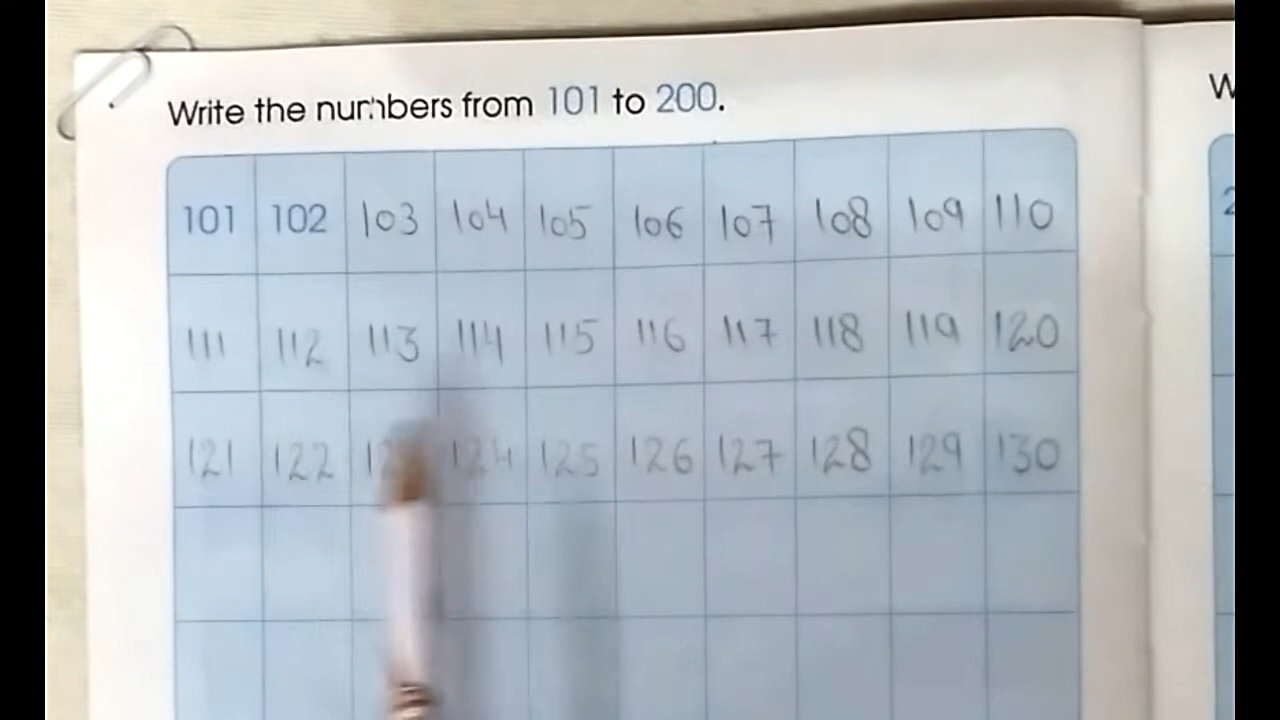 Write the numbers from 101 to 200.
101 102 103 104 105 106 107 108 109 110
111 112 113 114 115 116 117 118 119 120
121 122 124 125 126 127 128 129 130